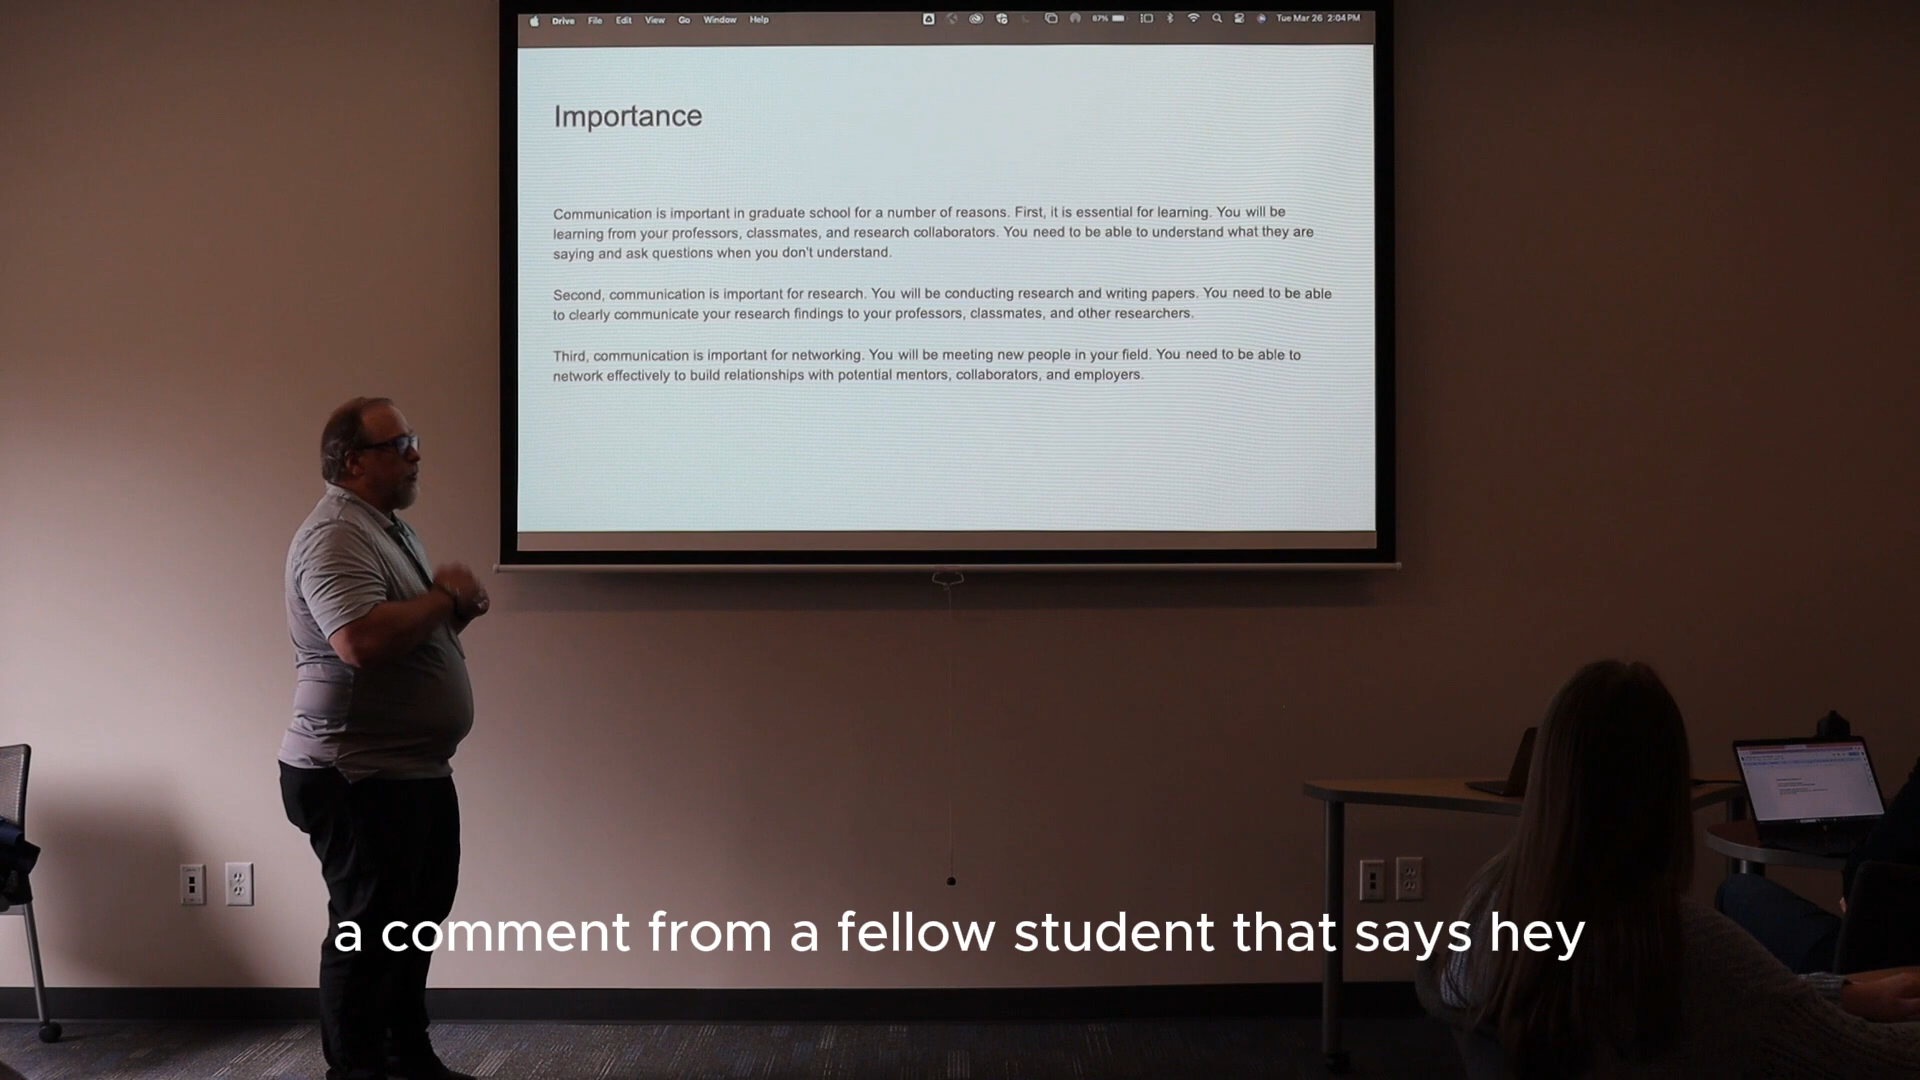 Drive File Edit View Go Window Help 87% Tue Mar 26 2:04 PM
Importance
Communication is important in graduate school for a number of reasons. First, it is essential for learning. You will be
learning from your professors, classmates, and research collaborators. You need to be able to understand what they are
saying and ask questions when you don't understand.
Second, communication is important for research. You will be conducting research and writing papers. You need to be able
to clearly communicate your research findings to your professors, classmates, and other researchers.
Third, communication is important for networking. You will be meeting new people in your field. You need to be able to
network effectively to build relationships with potential mentors, collaborators, and employers.
a comment from a fellow student that says hey